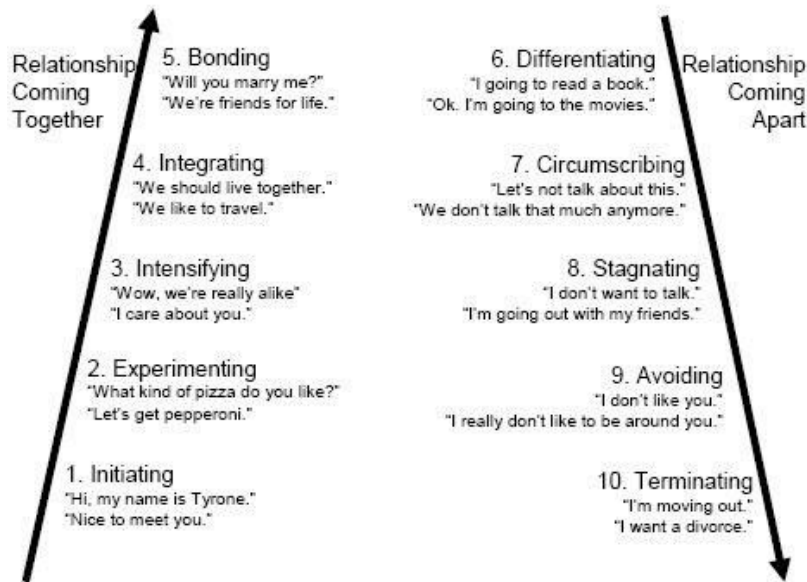 Relationship
Coming
Together
5. Bonding
"Will you marry me?"
"We're friends for life."
4. Integrating
"We should live together."
"We like to travel."
3. Intensifying
"Wow, we're really alike"
"I care about you."
2. Experimenting
"What kind of pizza do you like?"
"Let's get pepperoni."
1. Initiating
"Hi, my name is Tyrone."
"Nice to meet you."
6. Differentiating
"I going to read a book."
"Ok. I'm going to the movies."
Relationship
Coming
Apart
7. Circumscribing
"Let's not talk about this."
"We don't talk that much anymore."
8. Stagnating
"I don't want to talk."
"I'm going out with my friends."
9. Avoiding
"I don't like you."
"I really don't like to be around you."
10. Terminating
"I'm moving out."
"I want a divorce."